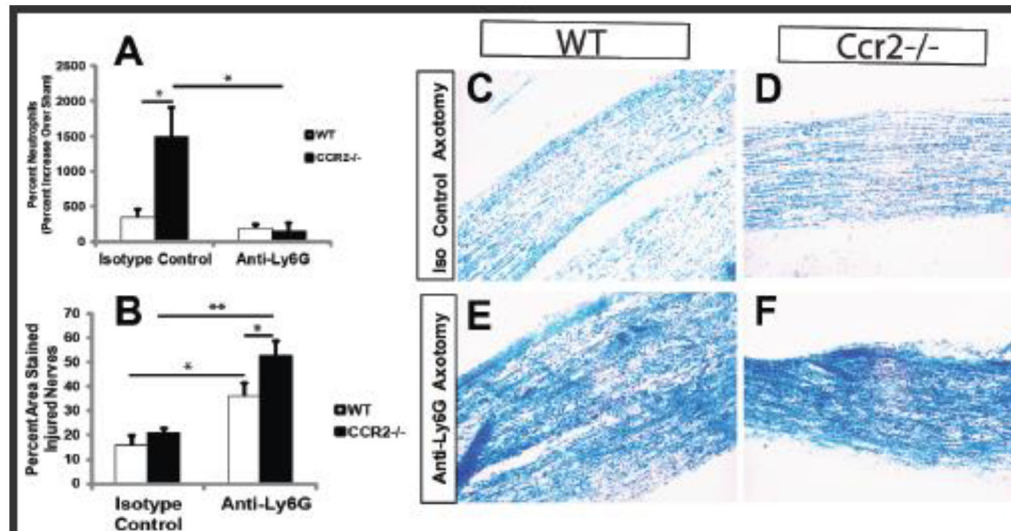 WT
Ccr2-/-
A
Percent Neutrophils
(Percent Increase Over Sham)
2500
2000
1500
1000
500
0
*
*
WT
CCR2-/-
Isotype Control
Anti-Ly6G
B
Percent Area Stained
Injured Nerves
70
60
50
40
30
20
10
0
**
*
*
WT
CCR2-/-
Isotype
Control
Anti-Ly6G
Iso Control Axotomy
C
D
Anti-Ly6G Axotomy
E
F